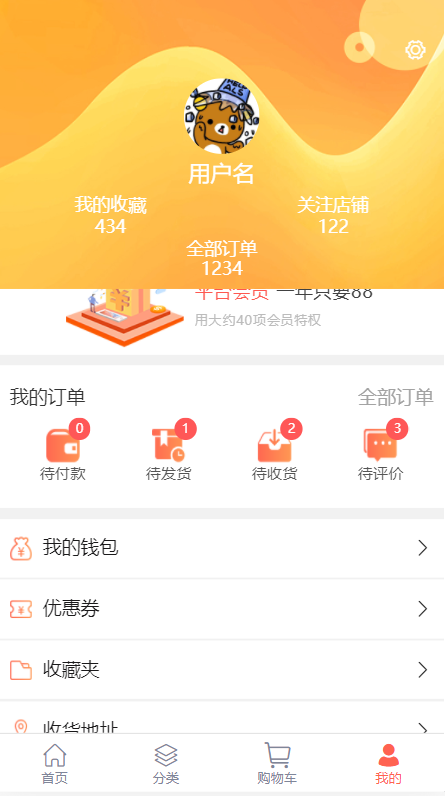 用户名
我的收藏 关注店铺
434 122
全部订单
1234
平台会员 一年只要88
用大约40项会员特权
我的订单 全部订单
0 1 2 3
待付款 待发货 待收货 待评价
我的钱包
优惠券
收藏夹
收货地址
首页 分类 购物车 我的